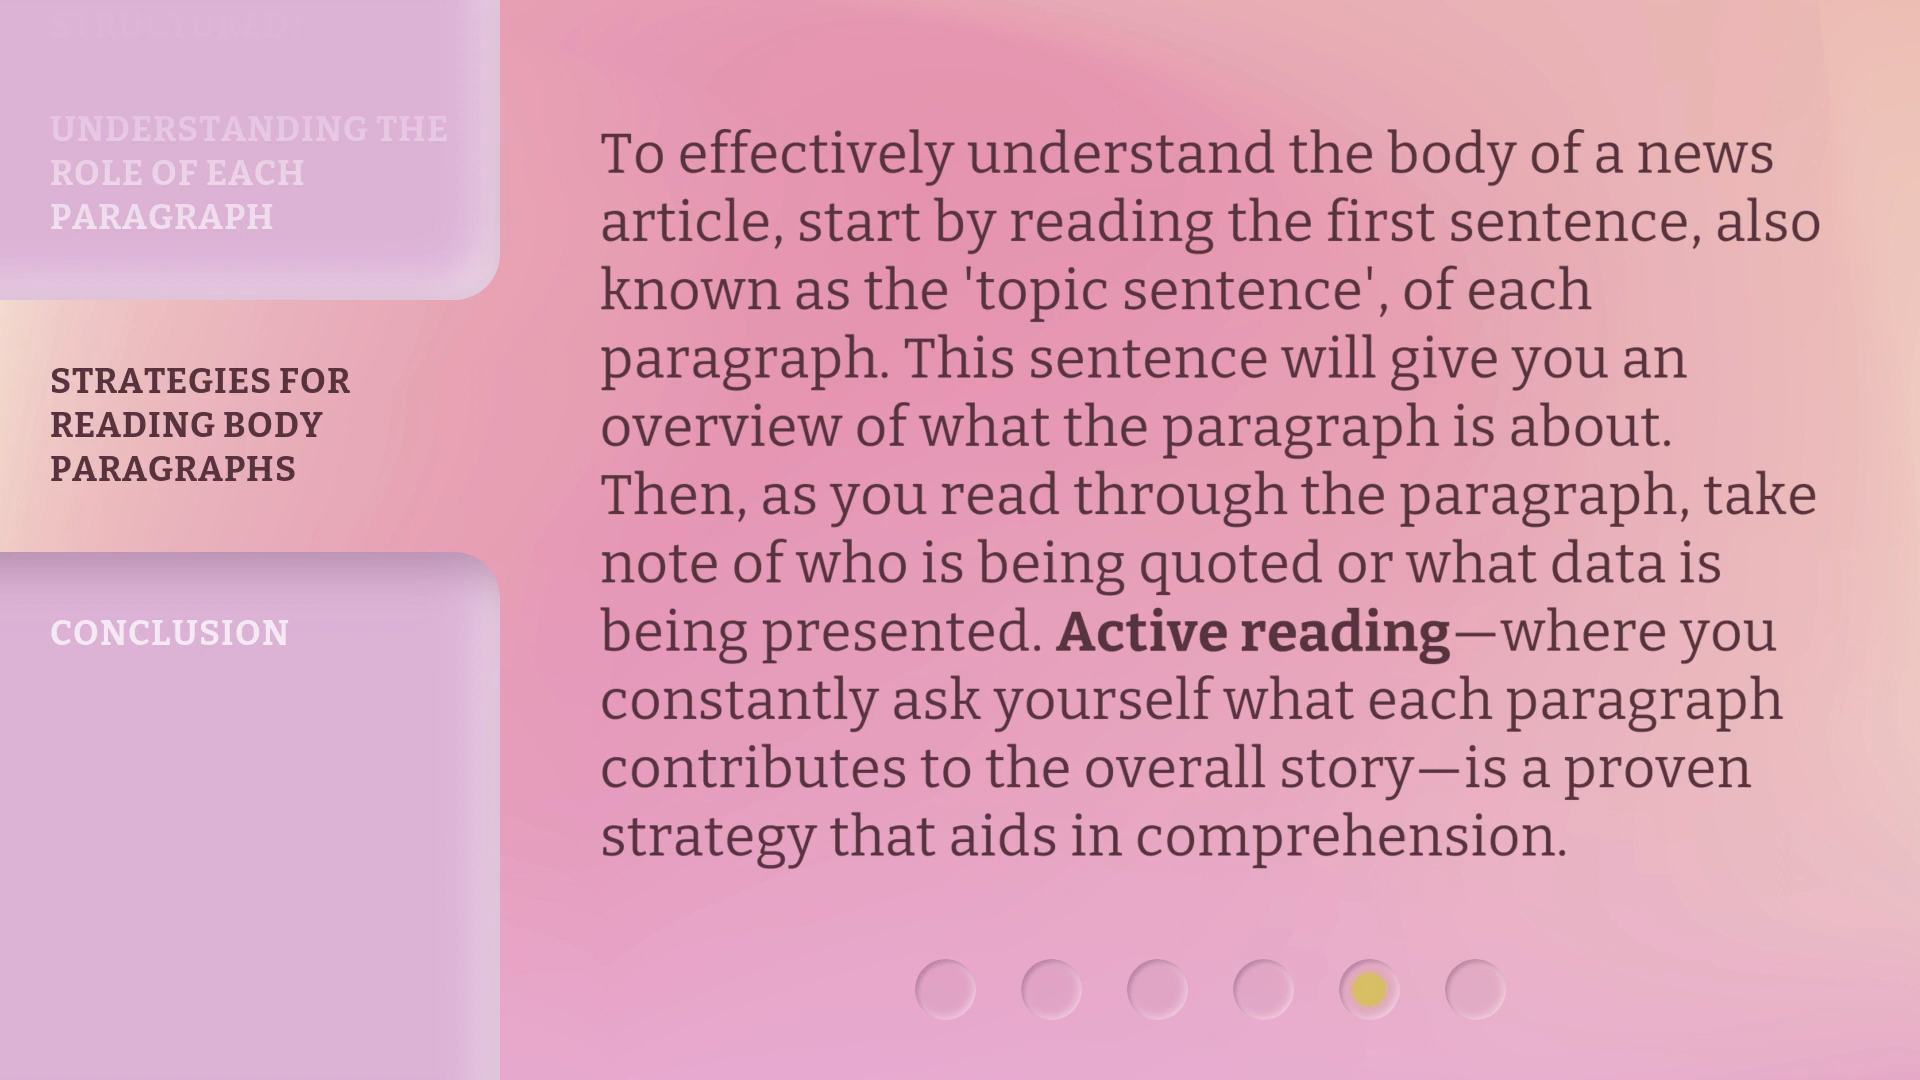 STRUCTURED?
UNDERSTANDING THE
ROLE OF EACH
PARAGRAPH
STRATEGIES FOR
READING BODY
PARAGRAPHS
CONCLUSION
To effectively understand the body of a news
article, start by reading the first sentence, also
known as the 'topic sentence', of each
paragraph. This sentence will give you an
overview of what the paragraph is about.
Then, as you read through the paragraph, take
note of who is being quoted or what data is
being presented. Active reading—where you
constantly ask yourself what each paragraph
contributes to the overall story—is a proven
strategy that aids in comprehension.